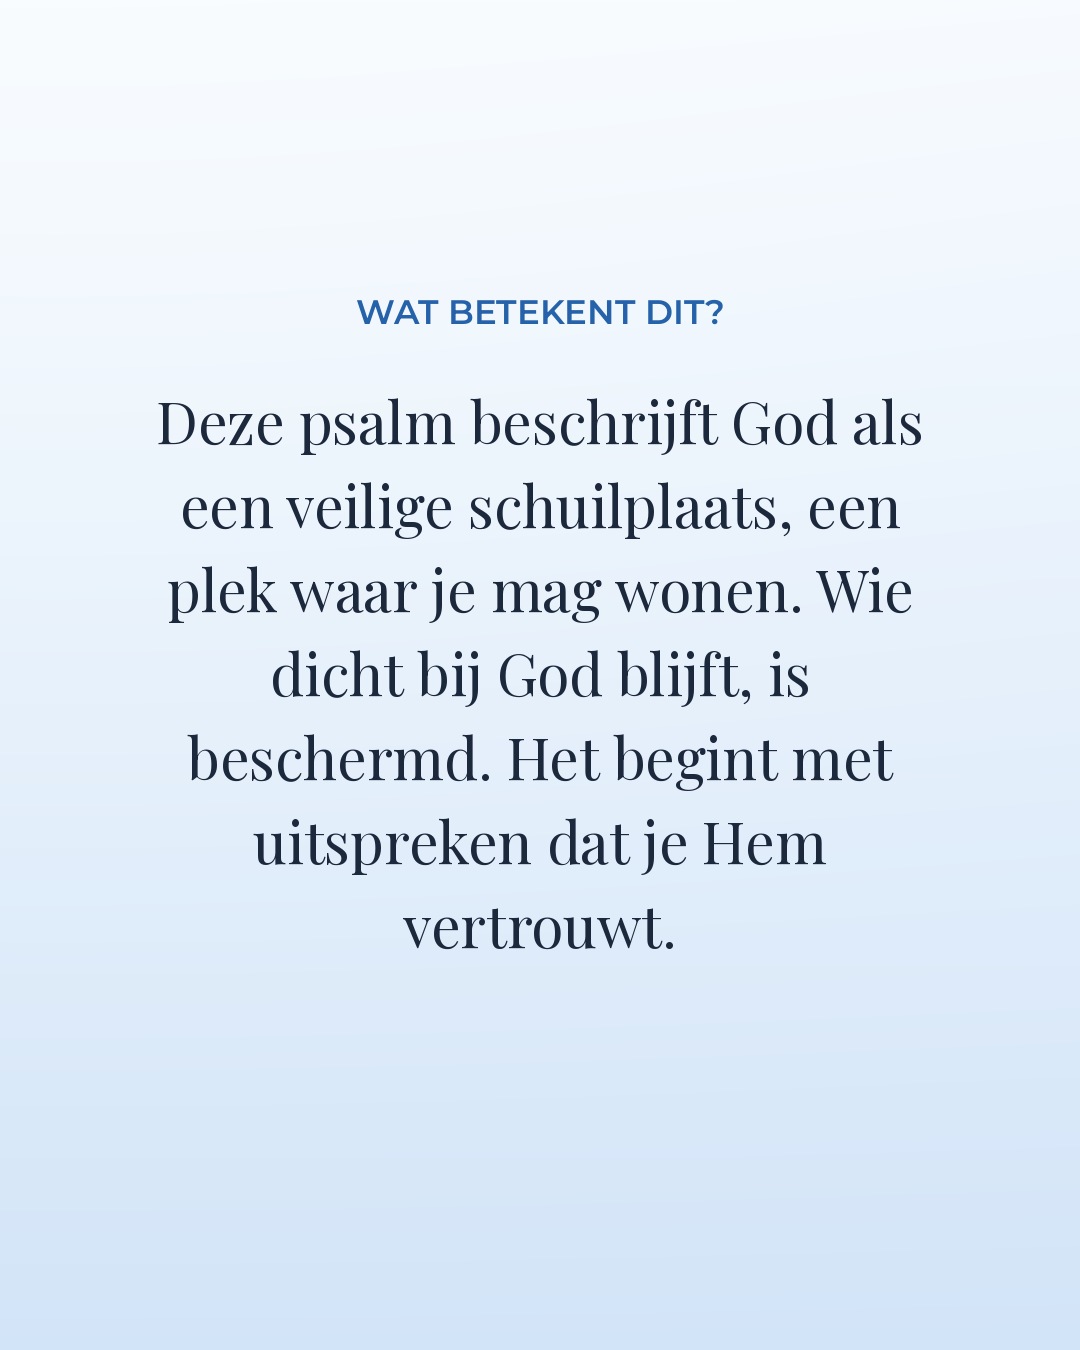 WAT BETEKENT DIT?
Deze psalm beschrijft God als
een veilige schuilplaats, een
plek waar je mag wonen. Wie
dicht bij God blijft, is
beschermd. Het begint met
uitspreken dat je Hem
vertrouwt.